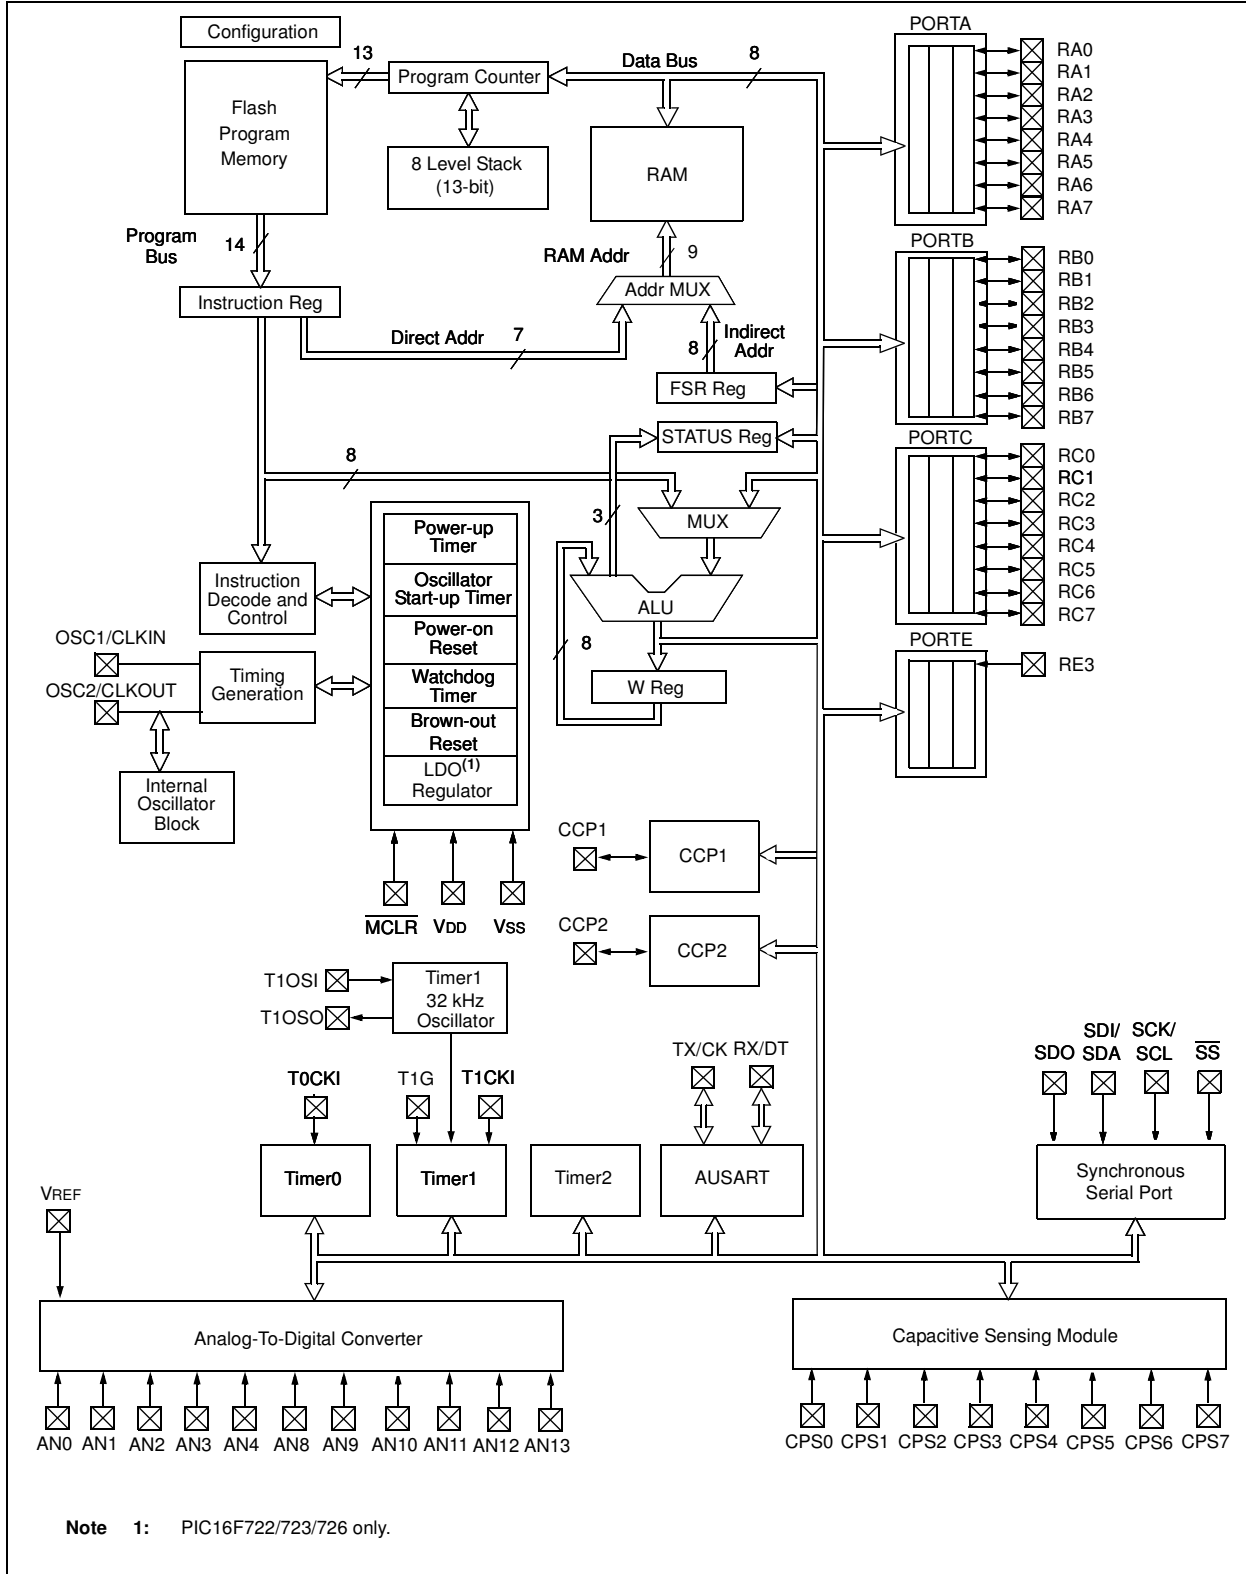 Configuration
Flash
Program
Memory
13
Program Counter
8 Level Stack
(13-bit)
Data Bus
8
RAM
RAM Addr
9
Addr MUX
Program
Bus
14
Instruction Reg
Direct Addr
7
8
Indirect
Addr
FSR Reg
STATUS Reg
8
3
MUX
ALU
8
W Reg
Instruction
Decode and
Control
OSC1/CLKIN
OSC2/CLKOUT
Timing
Generation
Internal
Oscillator
Block
Power-up
Timer
Oscillator
Start-up Timer
Power-on
Reset
Watchdog
Timer
Brown-out
Reset
LDO(1)
Regulator
MCLR
VDD
VSS
PORTA
RA0
RA1
RA2
RA3
RA4
RA5
RA6
RA7
PORTB
RB0
RB1
RB2
RB3
RB4
RB5
RB6
RB7
PORTC
RC0
RC1
RC2
RC3
RC4
RC5
RC6
RC7
PORTE
RE3
CCP1
CCP1
CCP2
CCP2
T1OSI
T1OSO
Timer1
32 kHz
Oscillator
T0CKI
T1G
T1CKI
TX/CK
RX/DT
SDO
SDI/
SDA
SCK/
SCL
SS
Timer0
Timer1
Timer2
AUSART
Synchronous
Serial Port
VREF
Analog-To-Digital Converter
Capacitive Sensing Module
AN0 AN1 AN2 AN3 AN4 AN8 AN9 AN10 AN11 AN12 AN13
CPS0 CPS1 CPS2 CPS3 CPS4 CPS5 CPS6 CPS7
Note 1: PIC16F722/723/726 only.